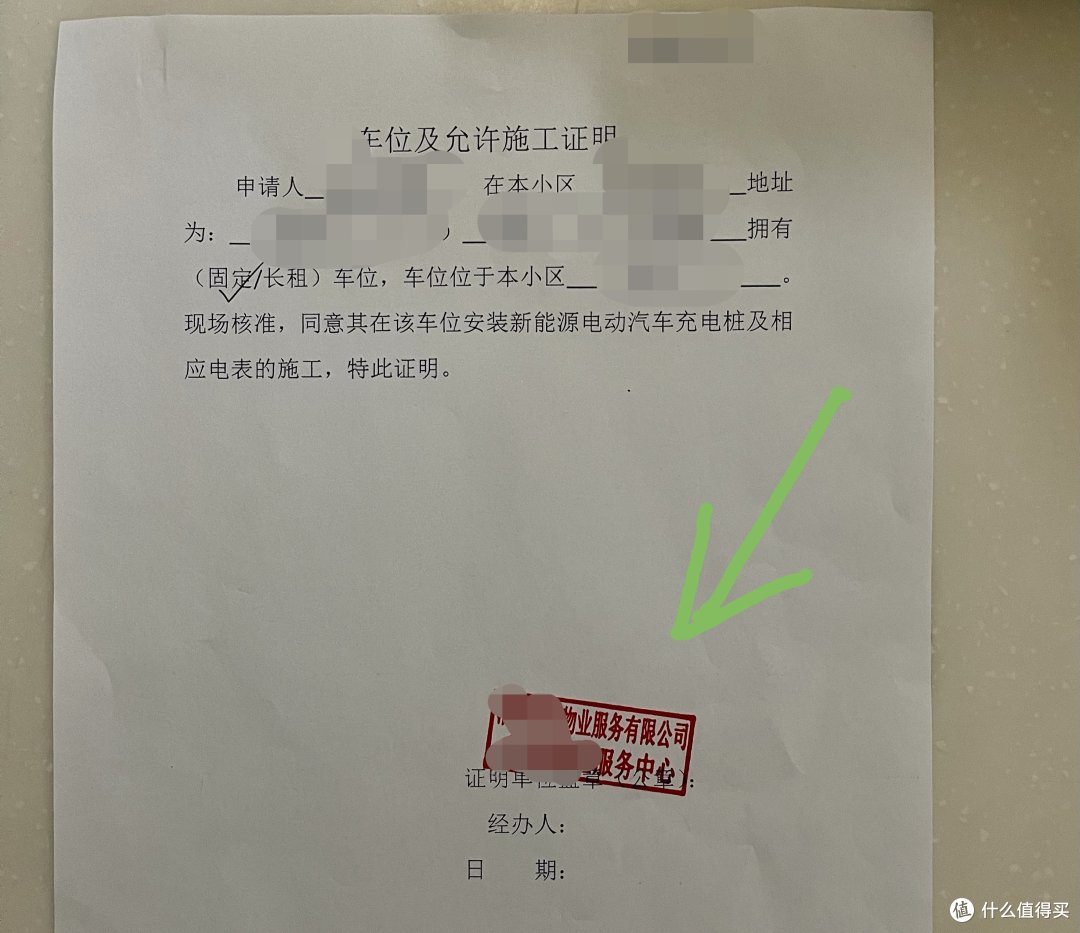 车位及允许施工证明
申请人 在本小区 地址
为： ） 拥有
（固定/长租）车位，车位位于本小区 。
现场核准，同意其在该车位安装新能源电动汽车充电桩及相
应电表的施工，特此证明。
物业服务有限公司
服务中心
证明单位盖章（公章）：
经办人：
日 期：
值 什么值得买